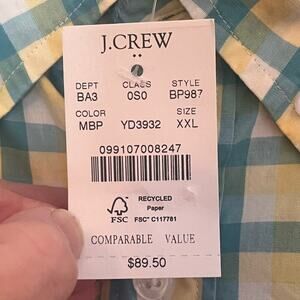 J.CREW
DEPT CLASS STYLE
BA3 0S0 BP987
COLOR SIZE
MBP YD3932 XXL
099107008247
FSC
RECYCLED
Paper
FSC® C117781
COMPARABLE VALUE
$89.50